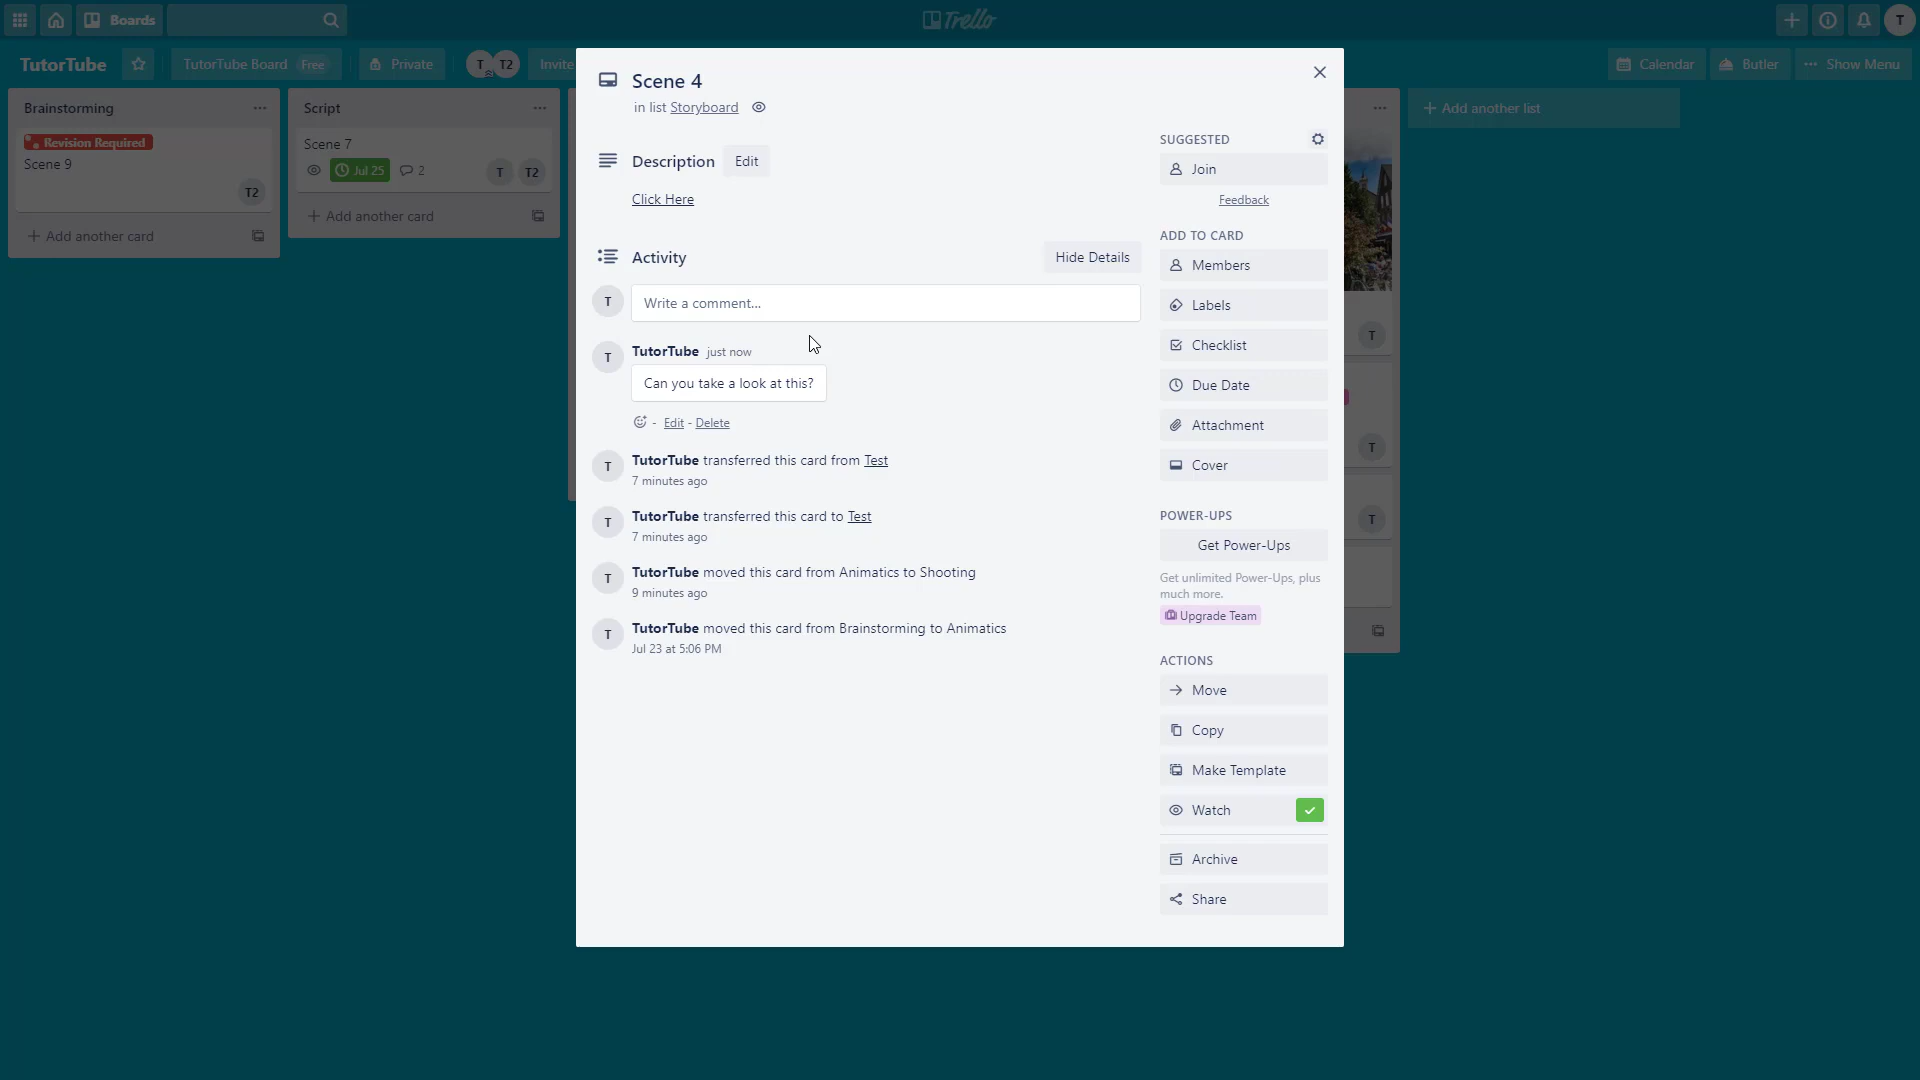 Boards
Trello
T
TutorTube
TutorTube Board Free
Private
T T2
Invite
Calendar
Butler
Show Menu
Brainstorming
Revision Required
Scene 9
T2
+ Add another card
Script
Scene 7
Jul 25
2
T T2
+ Add another card
+ Add another list
T
T
T
Scene 4
in list Storyboard
Description Edit
Click Here
Activity
Hide Details
T
Write a comment...
T
TutorTube just now
Can you take a look at this?
- Edit - Delete
T
TutorTube transferred this card from Test
7 minutes ago
T
TutorTube transferred this card to Test
7 minutes ago
T
TutorTube moved this card from Animatics to Shooting
9 minutes ago
T
TutorTube moved this card from Brainstorming to Animatics
Jul 23 at 5:06 PM
SUGGESTED
Join
Feedback
ADD TO CARD
Members
Labels
Checklist
Due Date
Attachment
Cover
POWER-UPS
Get Power-Ups
Get unlimited Power-Ups, plus
much more.
Upgrade Team
ACTIONS
Move
Copy
Make Template
Watch
Archive
Share